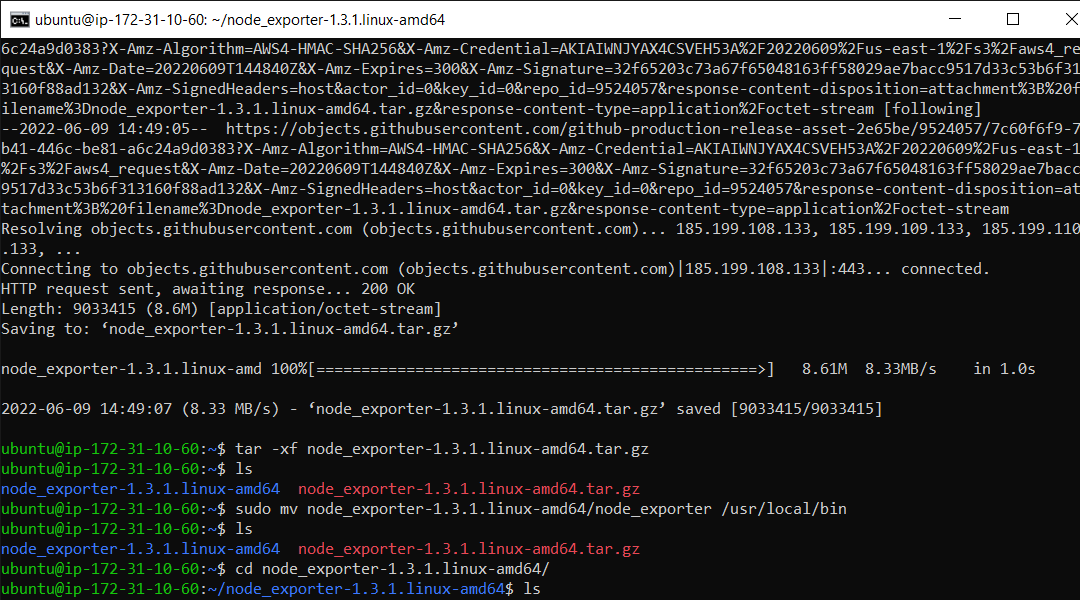 ubuntu@ip-172-31-10-60: ~/node_exporter-1.3.1.linux-amd64
6c24a9d0383?X-Amz-Algorithm=AWS4-HMAC-SHA256&X-Amz-Credential=AKIAIWNJYAX4CSVEH53A%2F20220609%2Fus-east-1%2Fs3%2Faws4_re
quest&X-Amz-Date=20220609T144840Z&X-Amz-Expires=300&X-Amz-Signature=32f65203c73a67f65048163ff58029ae7bacc9517d33c53b6f31
3160f88ad132&X-Amz-SignedHeaders=host&actor_id=0&key_id=0&repo_id=9524057&response-content-disposition=attachment%3B%20f
ilename%3Dnode_exporter-1.3.1.linux-amd64.tar.gz&response-content-type=application%2Foctet-stream [following]
--2022-06-09 14:49:05--  https://objects.githubusercontent.com/github-production-release-asset-2e65be/9524057/7c60f6f9-7
b41-446c-be81-a6c24a9d0383?X-Amz-Algorithm=AWS4-HMAC-SHA256&X-Amz-Credential=AKIAIWNJYAX4CSVEH53A%2F20220609%2Fus-east-1
%2Fs3%2Faws4_request&X-Amz-Date=20220609T144840Z&X-Amz-Expires=300&X-Amz-Signature=32f65203c73a67f65048163ff58029ae7bacc
9517d33c53b6f313160f88ad132&X-Amz-SignedHeaders=host&actor_id=0&key_id=0&repo_id=9524057&response-content-disposition=at
tachment%3B%20filename%3Dnode_exporter-1.3.1.linux-amd64.tar.gz&response-content-type=application%2Foctet-stream
Resolving objects.githubusercontent.com (objects.githubusercontent.com)... 185.199.108.133, 185.199.109.133, 185.199.110
.133, ...
Connecting to objects.githubusercontent.com (objects.githubusercontent.com)|185.199.108.133|:443... connected.
HTTP request sent, awaiting response... 200 OK
Length: 9033415 (8.6M) [application/octet-stream]
Saving to: ‘node_exporter-1.3.1.linux-amd64.tar.gz’
node_exporter-1.3.1.linux-amd 100%[=================================================>]   8.61M  8.33MB/s    in 1.0s
2022-06-09 14:49:07 (8.33 MB/s) - ‘node_exporter-1.3.1.linux-amd64.tar.gz’ saved [9033415/9033415]
ubuntu@ip-172-31-10-60:~$ tar -xf node_exporter-1.3.1.linux-amd64.tar.gz
ubuntu@ip-172-31-10-60:~$ ls
node_exporter-1.3.1.linux-amd64  node_exporter-1.3.1.linux-amd64.tar.gz
ubuntu@ip-172-31-10-60:~$ sudo mv node_exporter-1.3.1.linux-amd64/node_exporter /usr/local/bin
ubuntu@ip-172-31-10-60:~$ ls
node_exporter-1.3.1.linux-amd64  node_exporter-1.3.1.linux-amd64.tar.gz
ubuntu@ip-172-31-10-60:~$ cd node_exporter-1.3.1.linux-amd64/
ubuntu@ip-172-31-10-60:~/node_exporter-1.3.1.linux-amd64$ ls